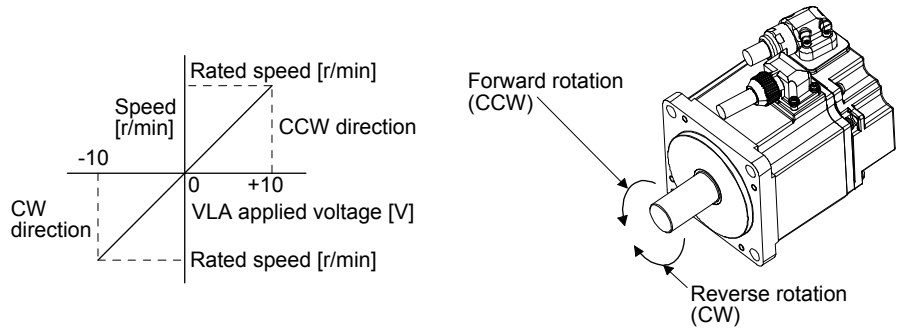 Rated speed [r/min]
Speed
[r/min]
CCW direction
-10
0
+10
CW
direction
VLA applied voltage [V]
Rated speed [r/min]
Forward rotation
(CCW)
Reverse rotation
(CW)